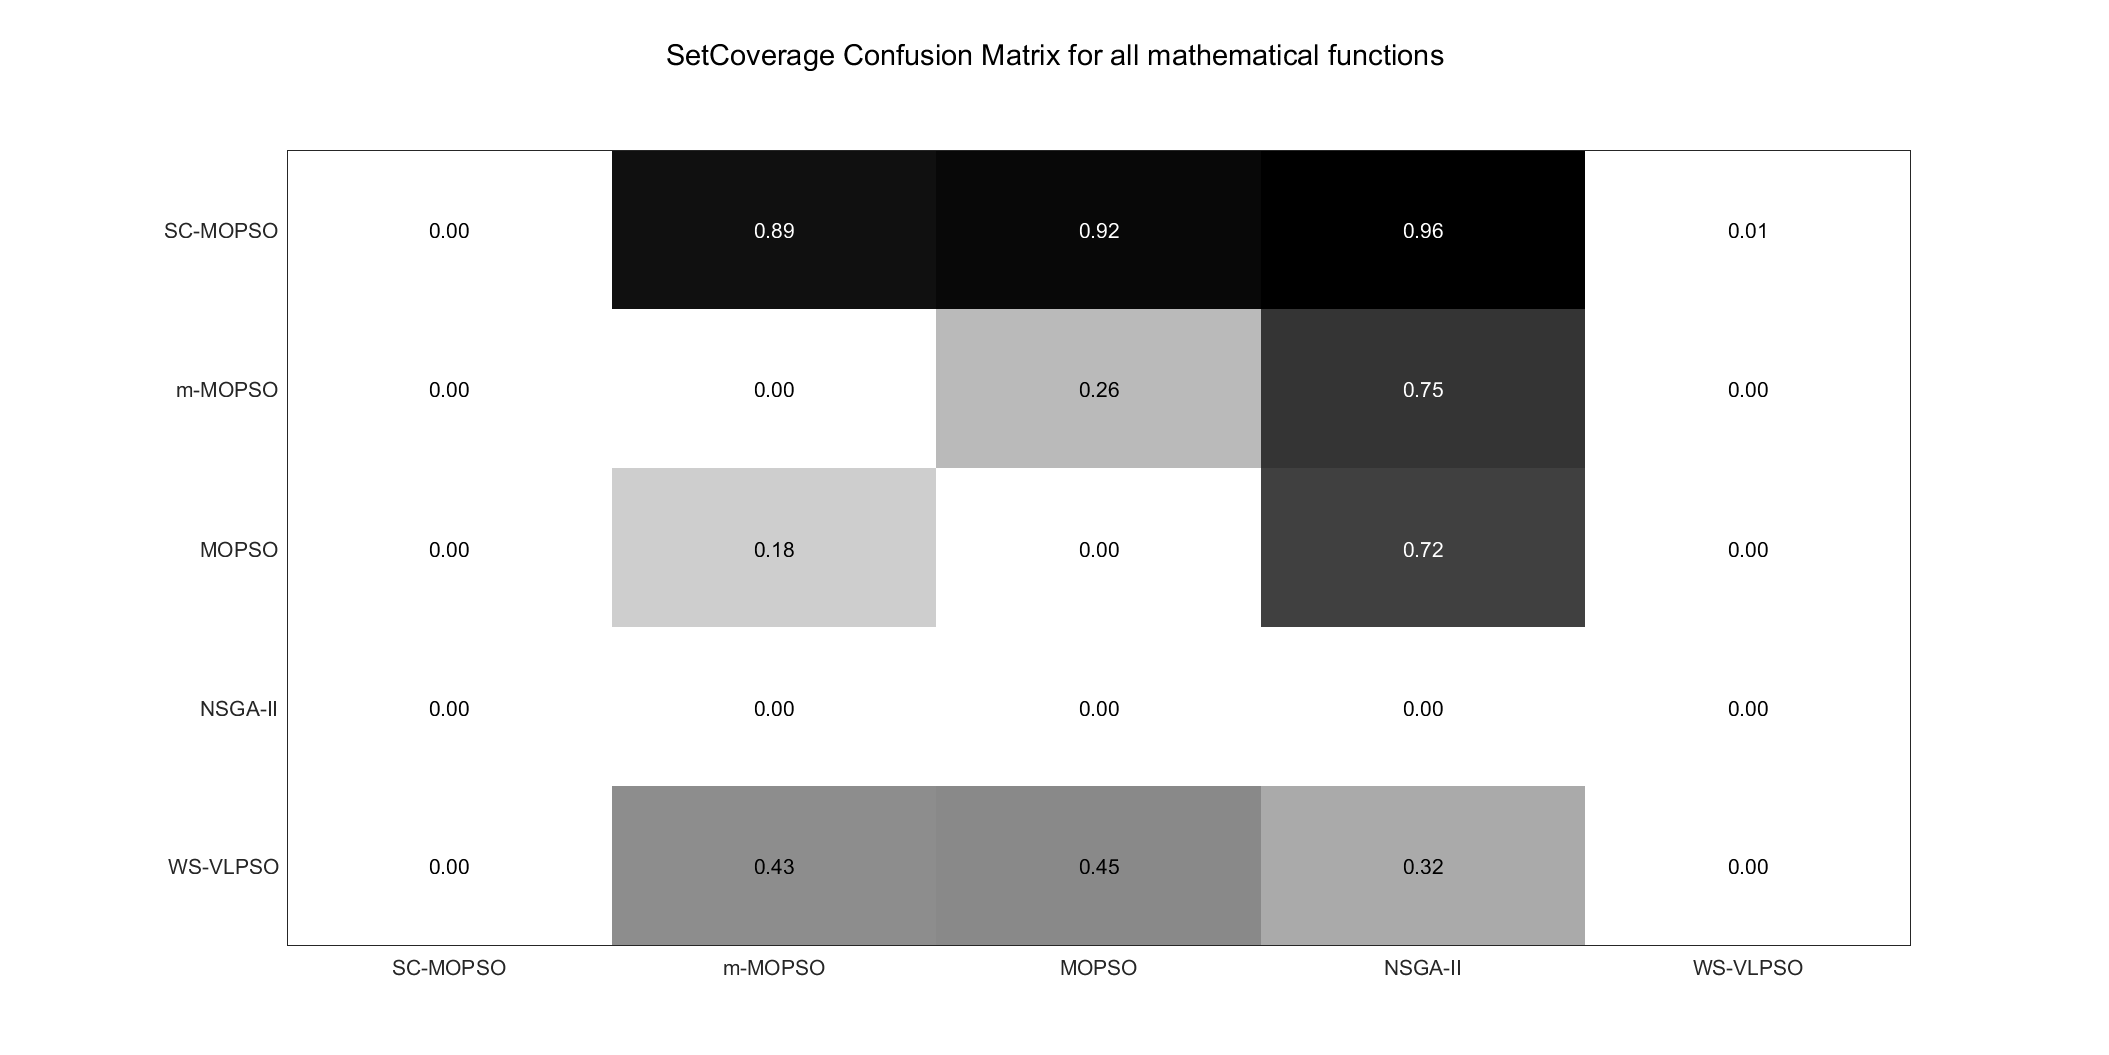 SetCoverage Confusion Matrix for all mathematical functions
SC-MOPSO 0.00 0.89 0.92 0.96 0.01
m-MOPSO 0.00 0.00 0.26 0.75 0.00
MOPSO 0.00 0.18 0.00 0.72 0.00
NSGA-II 0.00 0.00 0.00 0.00 0.00
WS-VLPSO 0.00 0.43 0.45 0.32 0.00
SC-MOPSO m-MOPSO MOPSO NSGA-II WS-VLPSO